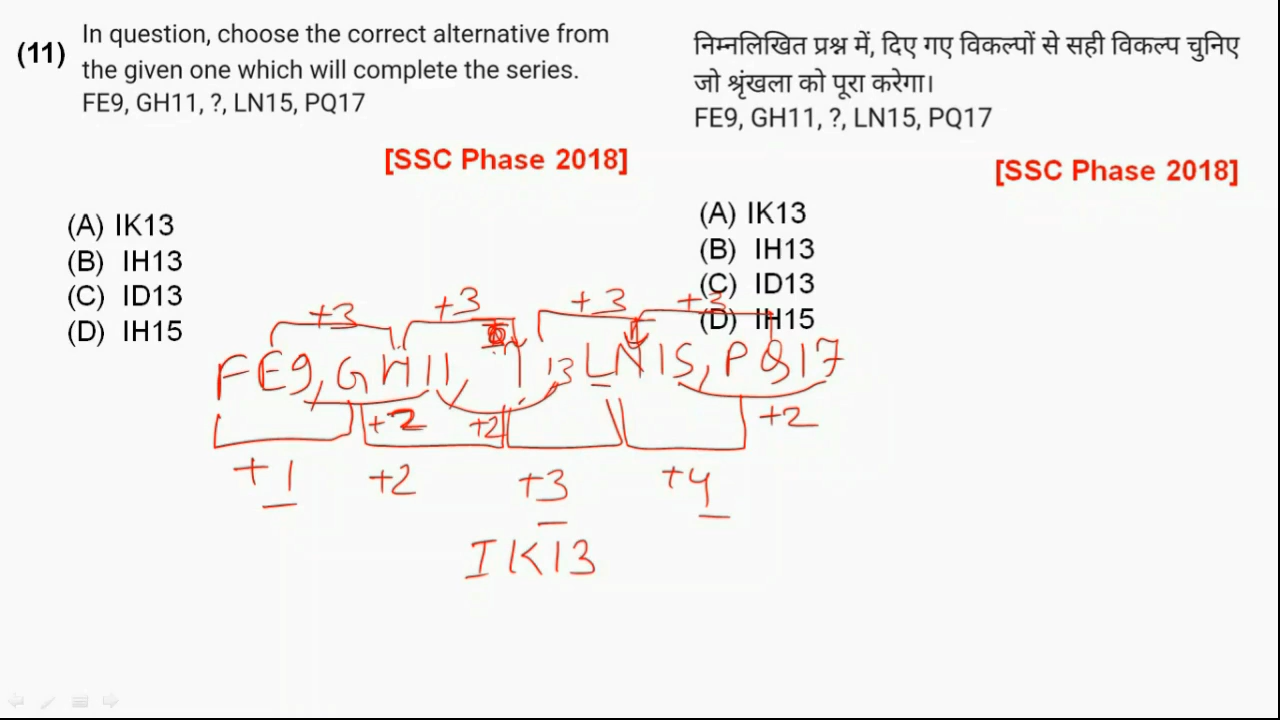 (11) In question, choose the correct alternative from
the given one which will complete the series.
FE9, GH11, ?, LN15, PQ17
[SSC Phase 2018]
(A) IK13
(B) IH13
(C) ID13
(D) IH15
निम्नलिखित प्रश्न में, दिए गए विकल्पों से सही विकल्प चुनिए
जो श्रृंखला को पूरा करेगा।
FE9, GH11, ?, LN15, PQ17
[SSC Phase 2018]
(A) IK13
(B) IH13
(C) ID13
(D) IH15
+3 +3 +3 +3
FE9, GH11 13 LN15, PQ17
+2 +2 +2
+1 +2 +3 +4
IK13